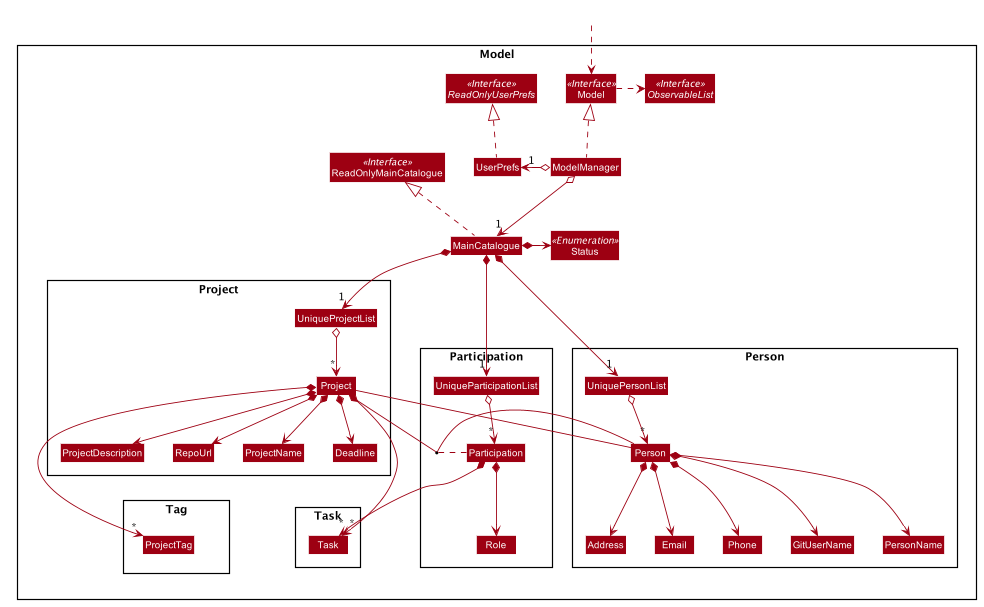 Model
«Interface»
ReadOnlyUserPrefs
«Interface»
Model
«Interface»
ObservableList
«Interface»
ReadOnlyMainCatalogue
UserPrefs
1
ModelManager
1
MainCatalogue
«Enumeration»
Status
Project
1
UniqueProjectList
*
Project
ProjectDescription
RepoUrl
ProjectName
Deadline
Participation
1
UniqueParticipationList
*
Participation
Role
Person
1
UniquePersonList
*
Person
Address
Email
Phone
GitUserName
PersonName
Tag
*
ProjectTag
Task
*
*
Task